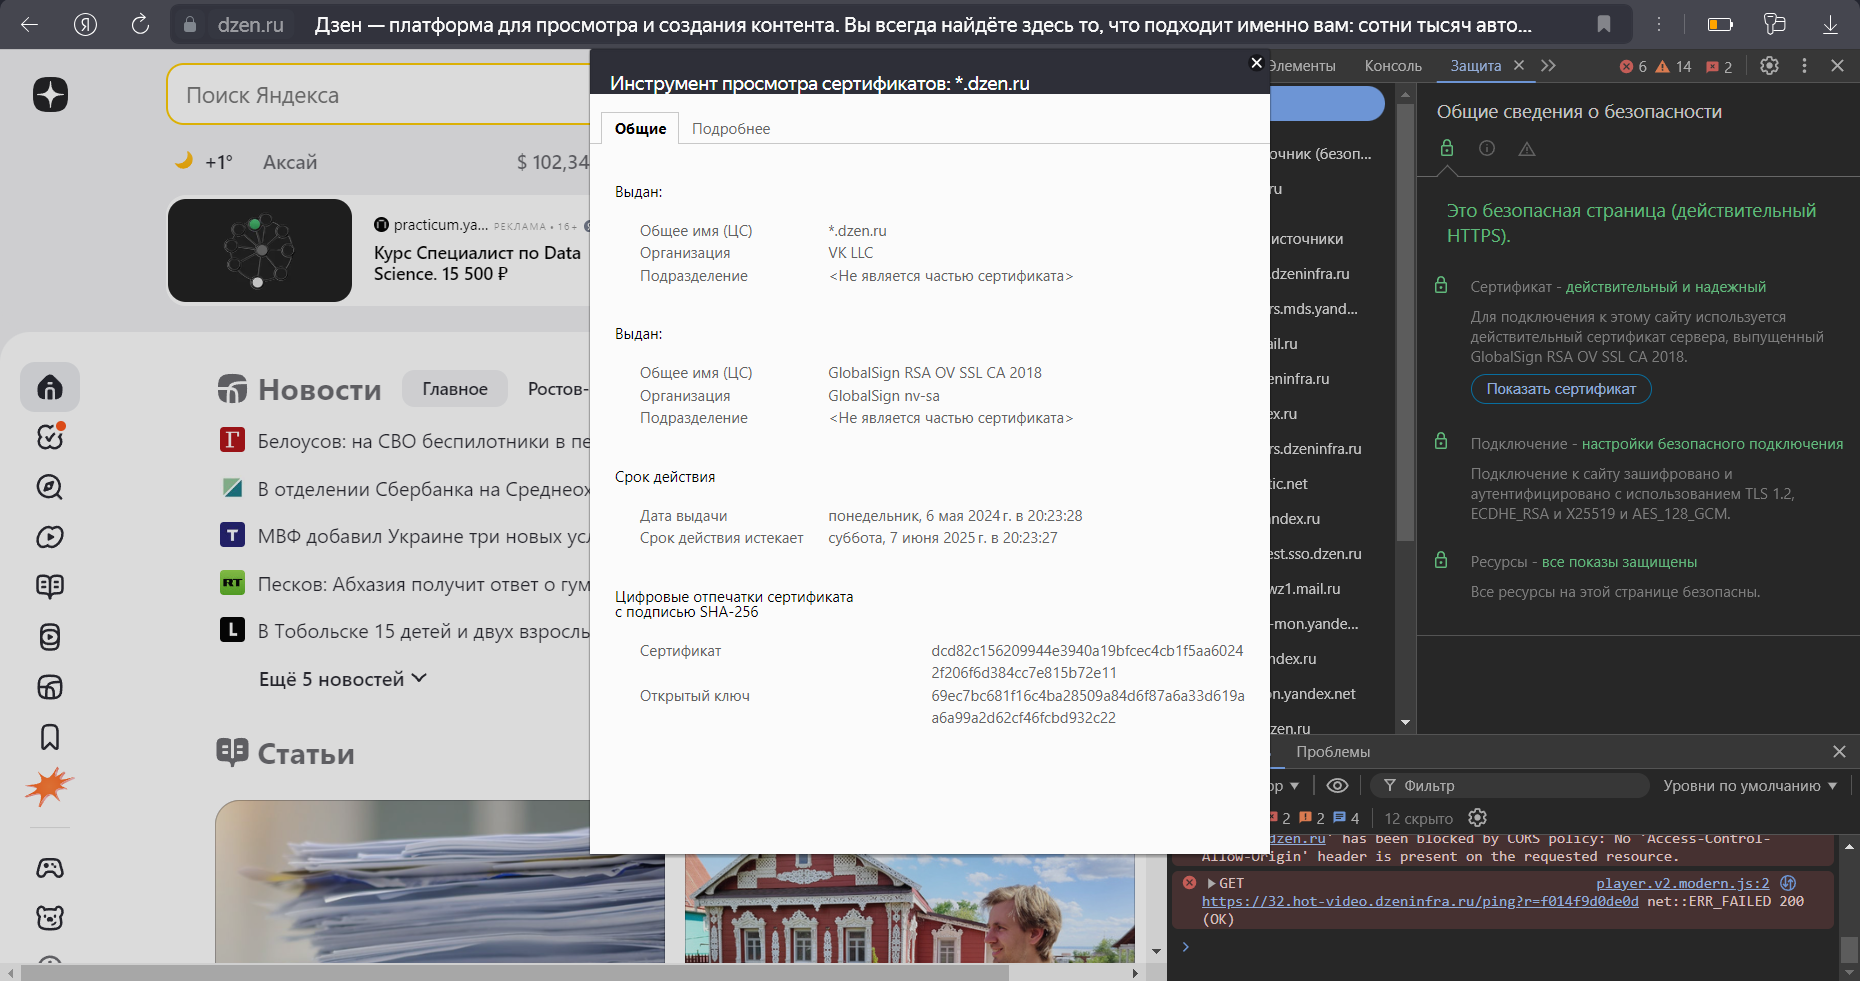 dzen.ru
Дзен — платформа для просмотра и создания контента. Вы всегда найдёте здесь то, что подходит именно вам: сотни тысяч авто...
Поиск Яндекса
+1°
Аксай
$ 102,34
practicum.ya...
РЕКЛАМА • 16+
Курс Специалист по Data
Science. 15 500 ₽
Новости
Главное
Ростов-
Белоусов: на СВО беспилотники в
В отделении Сбербанка на
МВФ добавил Украине три новых
Песков: Абхазия получит ответ о
В Тобольске 15 детей и двух
Ещё 5 новостей
Статьи
Инструмент просмотра сертификатов: *.dzen.ru
Общие
Подробнее
Выдан:
Общее имя (ЦС) *.dzen.ru
Организация VK LLC
Подразделение <Не является частью сертификата>
Выдан:
Общее имя (ЦС) GlobalSign RSA OV SSL CA 2018
Организация GlobalSign nv-sa
Подразделение <Не является частью сертификата>
Срок действия
Дата выдачи понедельник, 6 мая 2024 г. в 20:23:28
Срок действия истекает суббота, 7 июня 2025 г. в 20:23:27
Цифровые отпечатки сертификата
с подписью SHA-256
Сертификат dcd82c156209944e3940a19bfcec4cb1f5aa6024
2f206f6d384cc7e815b72e11
Открытый ключ 69ec7bc681f16c4ba28509a84d6f87a6a33d619a
a6a99a2d62cf46fcbd932c22
Элементы
Консоль
Защита
6
14
2
очник (безоп...
ru
источники
.dzeninfra.ru
rs.mds.yand...
ail.ru
eninfra.ru
ex.ru
rs.dzeninfra.ru
tic.net
andex.ru
est.sso.dzen.ru
wz1.mail.ru
-mon.yande...
ndex.ru
on.yandex.net
zen.ru
Общие сведения о безопасности
Это безопасная страница (действительный
HTTPS).
Сертификат - действительный и надежный
Для подключения к этому сайту используется
действительный сертификат сервера, выпущенный
GlobalSign RSA OV SSL CA 2018.
Показать сертификат
Подключение - настройки безопасного подключения
Подключение к сайту зашифровано и
аутентифицировано с использованием TLS 1.2,
ECDHE_RSA и X25519 и AES_128_GCM.
Ресурсы - все показы защищены
Все ресурсы на этой странице безопасны.
Проблемы
ор
Фильтр
Уровни по умолчанию
2
2
4
12 скрыто
dzen.ru' has been blocked by CORS policy: No 'Access-Control-
Allow-Origin' header is present on the requested resource.
GET player.v2.modern.js:2
https://32.hot-video.dzeninfra.ru/ping?r=f014f9d0de0d net::ERR_FAILED 200
(OK)